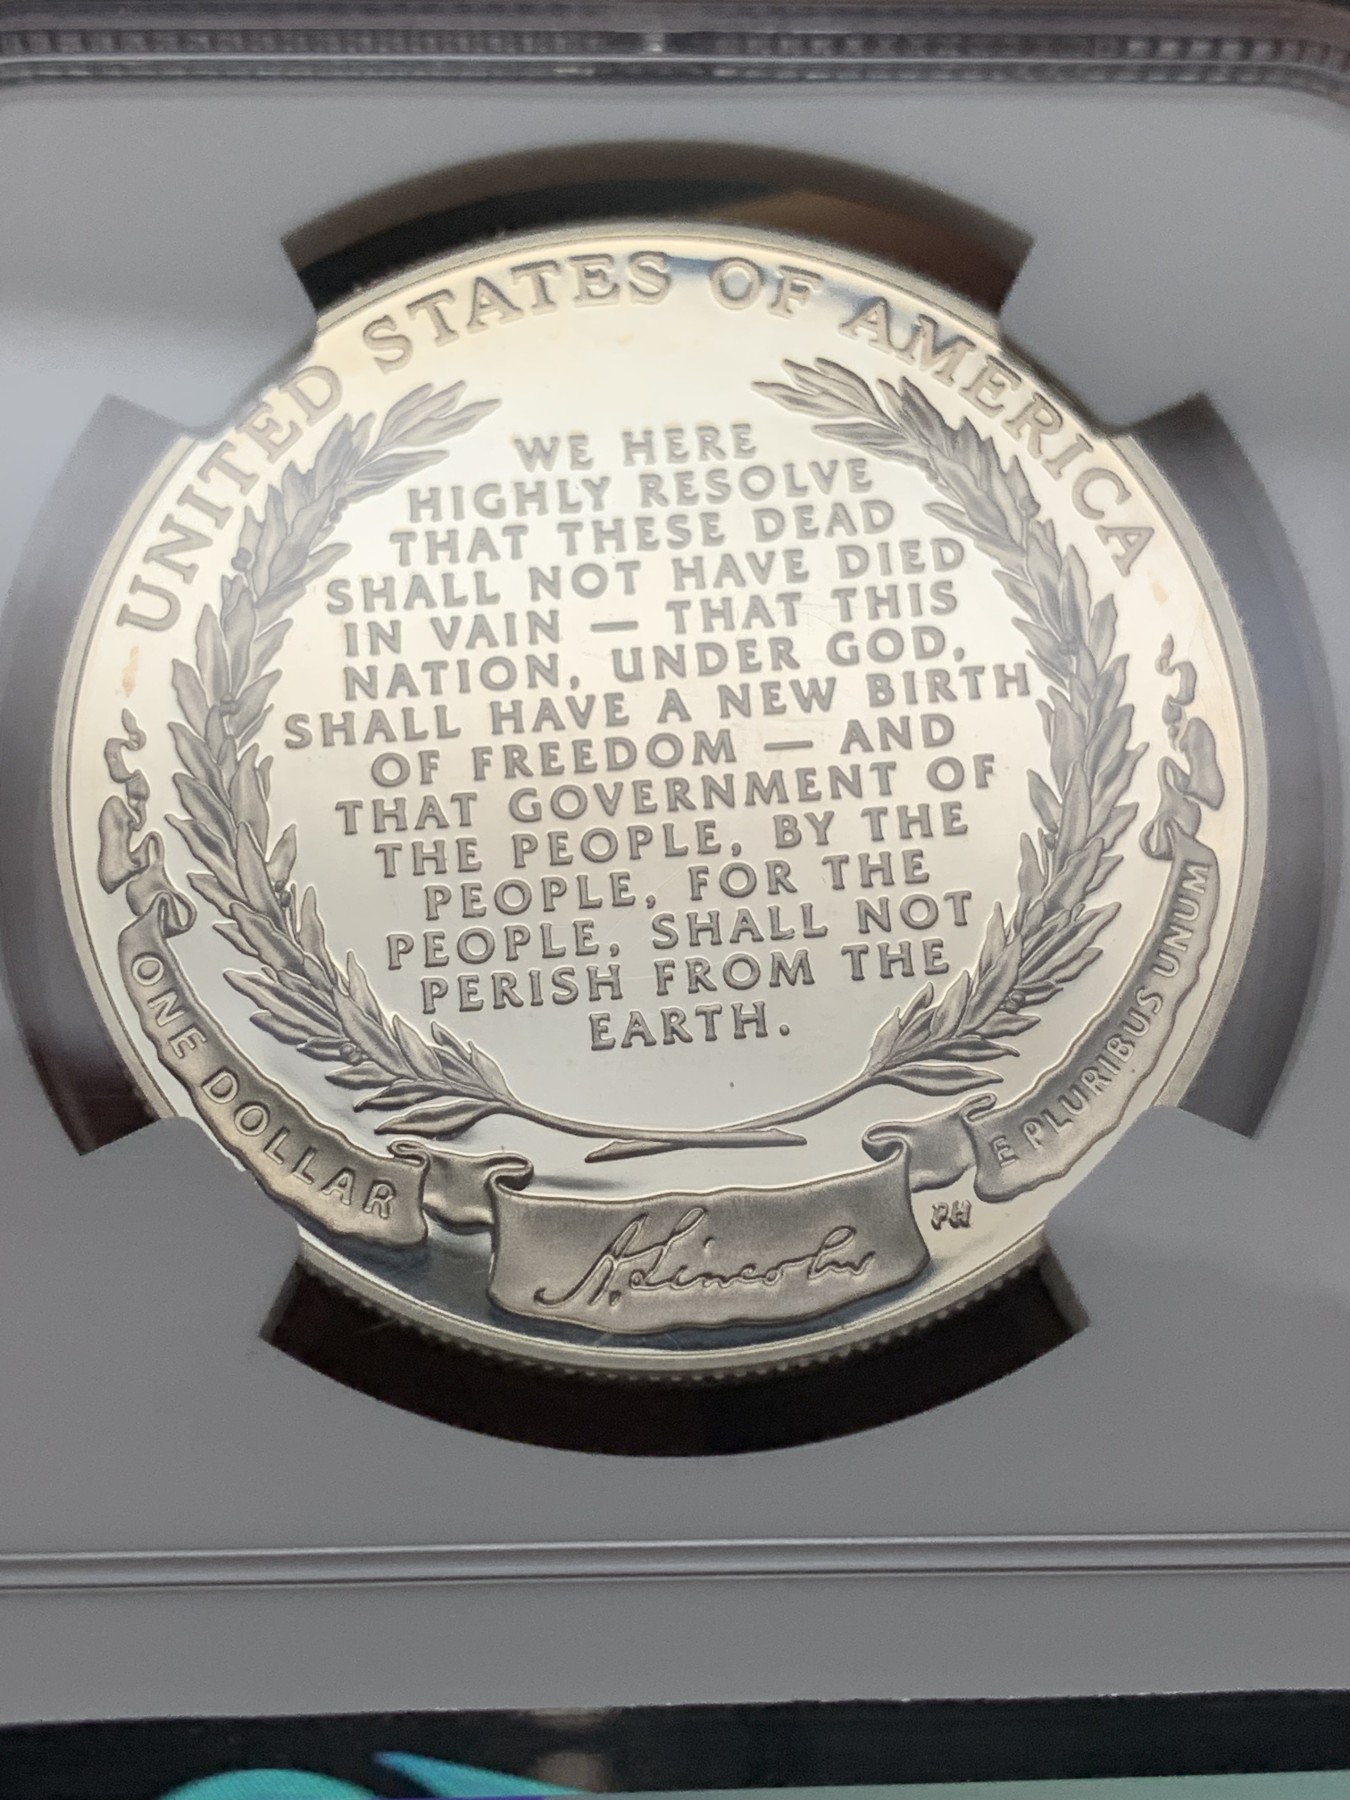 UNITED STATES OF AMERICA
WE HERE
HIGHLY RESOLVE
THAT THESE DEAD
SHALL NOT HAVE DIED
IN VAIN — THAT THIS
NATION, UNDER GOD,
SHALL HAVE A NEW BIRTH
OF FREEDOM — AND
THAT GOVERNMENT OF
THE PEOPLE, BY THE
PEOPLE, FOR THE
PEOPLE, SHALL NOT
PERISH FROM THE
EARTH.
ONE DOLLAR
A. Lincoln
PH
E PLURIBUS UNUM